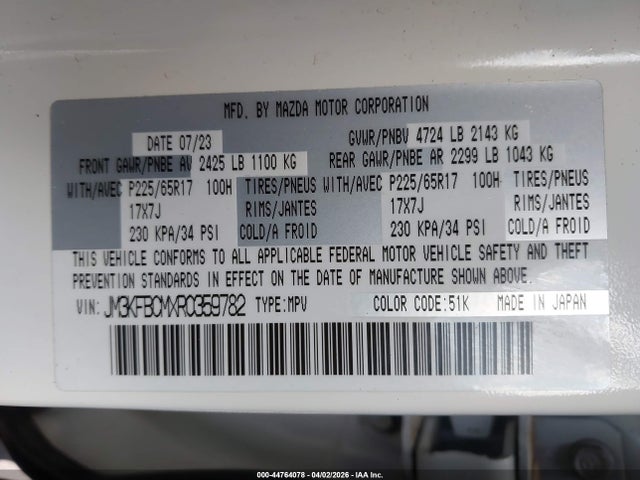 MFD. BY MAZDA MOTOR CORPORATION
DATE 07/23 GVWR/PNBV 4724 LB 2143 KG
FRONT GAWR/PNBE AV 2425 LB 1100 KG REAR GAWR/PNBE AR 2299 LB 1043 KG
WITH/AVEC P225/65R17 100H TIRES/PNEUS WITH/AVEC P225/65R17 100H TIRES/PNEUS
17X7J RIMS/JANTES 17X7J RIMS/JANTES
230 KPA/34 PSI COLD/A FROID 230 KPA/34 PSI COLD/A FROID
THIS VEHICLE CONFORMS TO ALL APPLICABLE FEDERAL MOTOR VEHICLE SAFETY AND THEFT
PREVENTION STANDARDS IN EFFECT ON THE DATE OF MANUFACTURE SHOWN ABOVE.
VIN: JM3KFBCMXR0359782 TYPE:MPV COLOR CODE:51K MADE IN JAPAN
000-44764078 - 04/02/2026 - IAA Inc.